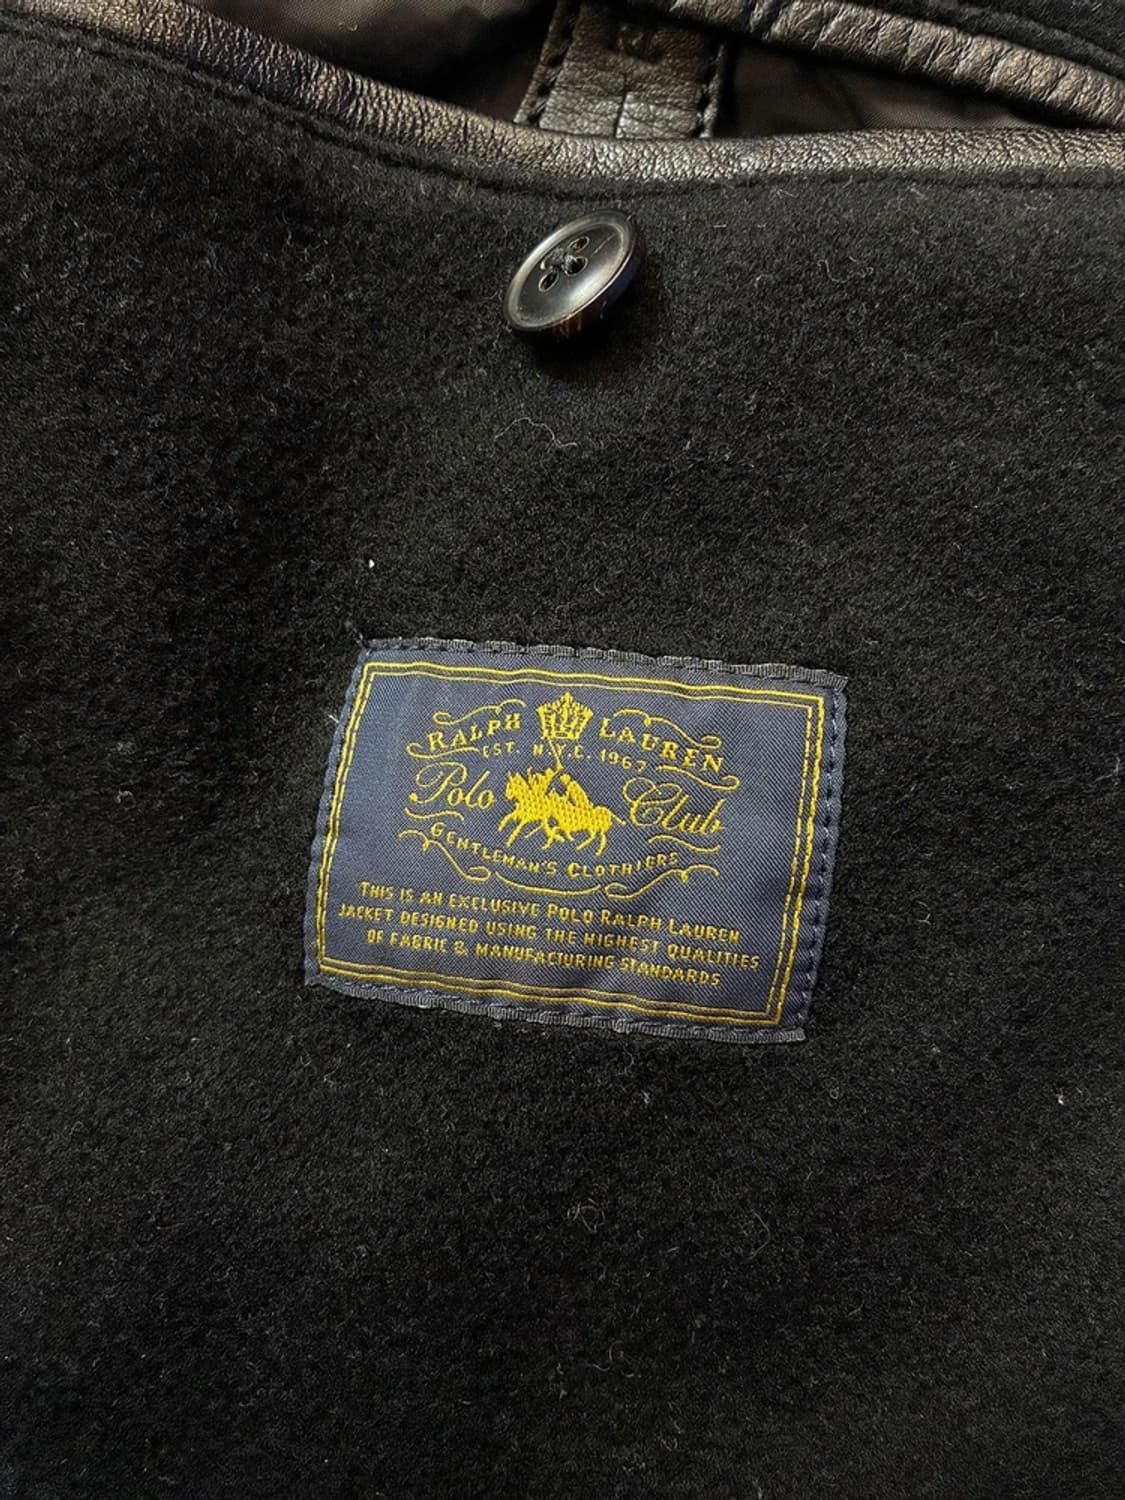 RALPH LAUREN
EST. N.Y.C. 1967
Polo Club
GENTLEMAN'S CLOTHIERS
THIS IS AN EXCLUSIVE POLO RALPH LAUREN
JACKET DESIGNED USING THE HIGHEST QUALITIES
OF FABRIC & MANUFACTURING STANDARDS